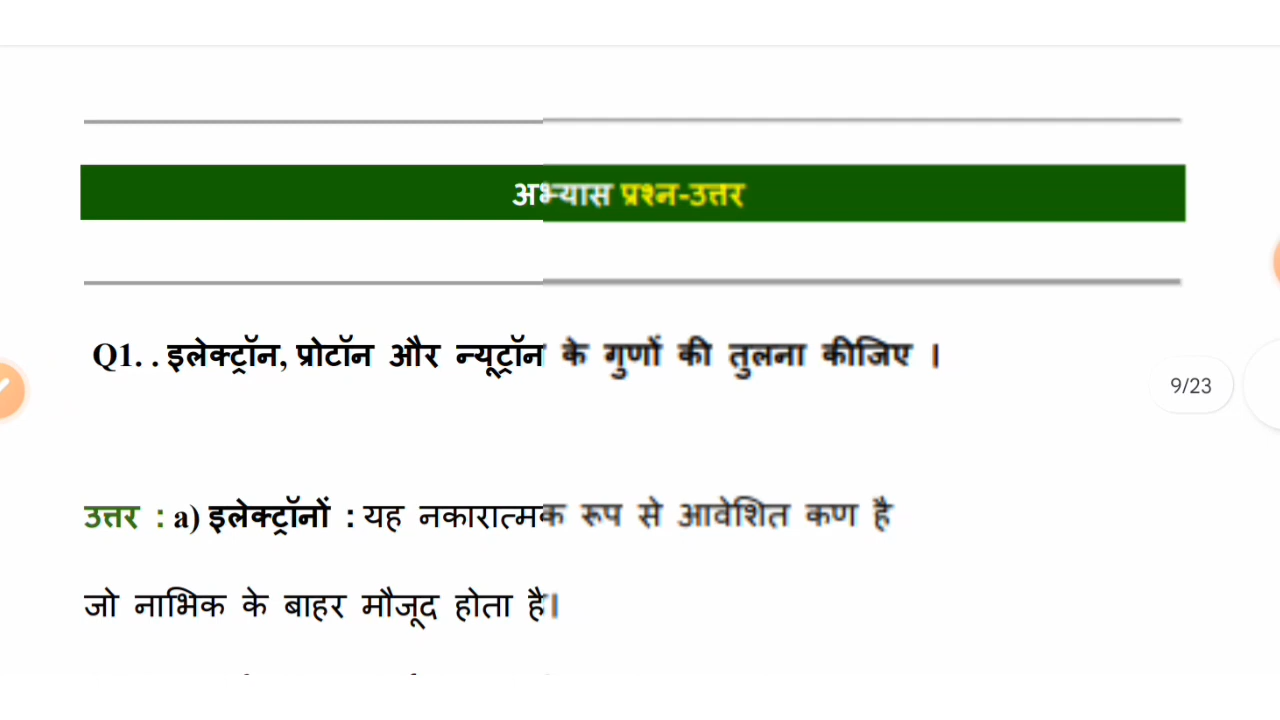 अभ्यास प्रश्न-उत्तर
Q1. . इलेक्ट्रॉन, प्रोटॉन और न्यूट्रॉन के गुणों की तुलना कीजिए ।
9/23
उत्तर : a) इलेक्ट्रॉनों : यह नकारात्मक रूप से आवेशित कण है
जो नाभिक के बाहर मौजूद होता है।